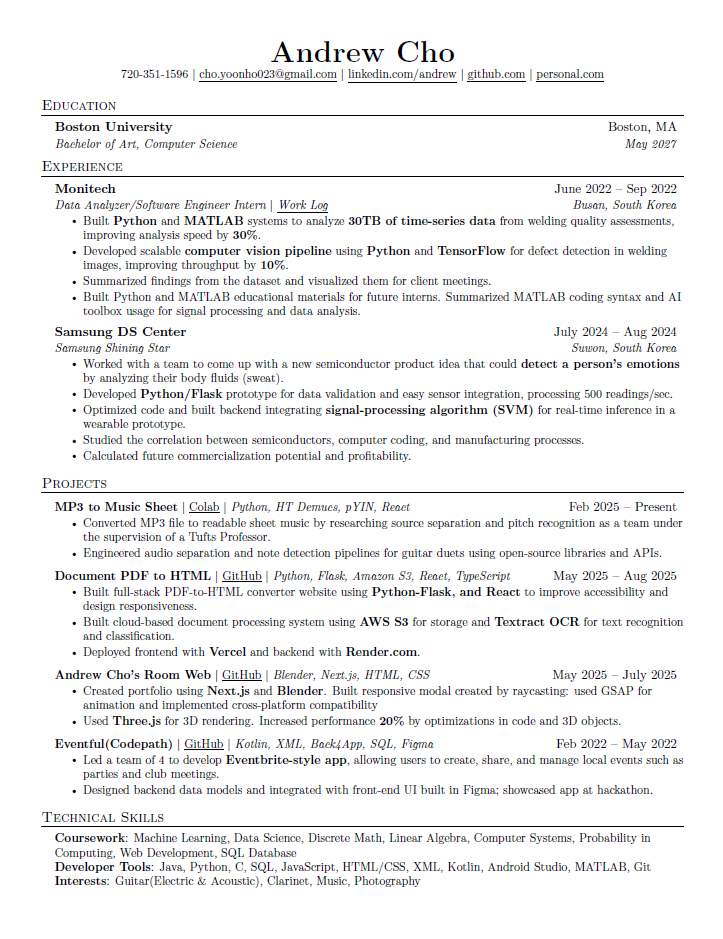 Andrew Cho
720-351-1596 | cho.yoonho023@gmail.com | linkedin.com/andrew | github.com | personal.com
Education
Boston University Boston, MA
Bachelor of Art, Computer Science May 2027
Experience
Monitech June 2022 – Sep 2022
Data Analyzer/Software Engineer Intern | Work Log Busan, South Korea
• Built Python and MATLAB systems to analyze 30TB of time-series data from welding quality assessments,
improving analysis speed by 30%.
• Developed scalable computer vision pipeline using Python and TensorFlow for defect detection in welding
images, improving throughput by 10%.
• Summarized findings from the dataset and visualized them for client meetings.
• Built Python and MATLAB educational materials for future interns. Summarized MATLAB coding syntax and AI
toolbox usage for signal processing and data analysis.
Samsung DS Center July 2024 – Aug 2024
Samsung Shining Star Suwon, South Korea
• Worked with a team to come up with a new semiconductor product idea that could detect a person's emotions
by analyzing their body fluids (sweat).
• Developed Python/Flask prototype for data validation and easy sensor integration, processing 500 readings/sec.
• Optimized code and built backend integrating signal-processing algorithm (SVM) for real-time inference in a
wearable prototype.
• Studied the correlation between semiconductors, computer coding, and manufacturing processes.
• Calculated future commercialization potential and profitability.
Projects
MP3 to Music Sheet | Colab | Python, HT Demucs, pYIN, React Feb 2025 – Present
• Converted MP3 file to readable sheet music by researching source separation and pitch recognition as a team under
the supervision of a Tufts Professor.
• Engineered audio separation and note detection pipelines for guitar duets using open-source libraries and APIs.
Document PDF to HTML | GitHub | Python, Flask, Amazon S3, React, TypeScript May 2025 – Aug 2025
• Built full-stack PDF-to-HTML converter website using Python-Flask, and React to improve accessibility and
design responsiveness.
• Built cloud-based document processing system using AWS S3 for storage and Textract OCR for text recognition
and classification.
• Deployed frontend with Vercel and backend with Render.com.
Andrew Cho's Room Web | GitHub | Blender, Next.js, HTML, CSS May 2025 – July 2025
• Created portfolio using Next.js and Blender. Built responsive modal created by raycasting: used GSAP for
animation and implemented cross-platform compatibility
• Used Three.js for 3D rendering. Increased performance 20% by optimizations in code and 3D objects.
Eventful(Codepath) | GitHub | Kotlin, XML, Back4App, SQL, Figma Feb 2022 – May 2022
• Led a team of 4 to develop Eventbrite-style app, allowing users to create, share, and manage local events such as
parties and club meetings.
• Designed backend data models and integrated with front-end UI built in Figma; showcased app at hackathon.
Technical Skills
Coursework: Machine Learning, Data Science, Discrete Math, Linear Algebra, Computer Systems, Probability in
Computing, Web Development, SQL Database
Developer Tools: Java, Python, C, SQL, JavaScript, HTML/CSS, XML, Kotlin, Android Studio, MATLAB, Git
Interests: Guitar(Electric & Acoustic), Clarinet, Music, Photography